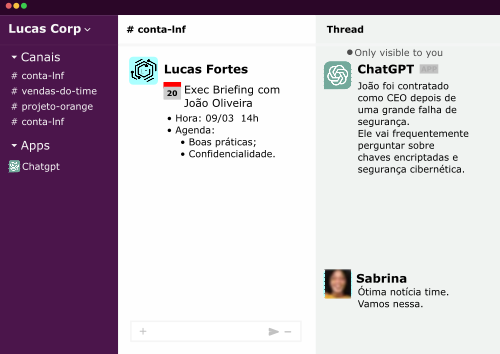 Lucas Corp
Canais
# conta-lnf
# vendas-do-time
# projeto-orange
# conta-lnf
Apps
Chatgpt
# conta-lnf
Lucas Fortes
20
Exec Briefing com
João Oliveira
• Hora: 09/03 14h
• Agenda:
• Boas práticas;
• Confidencialidade.
Thread
Only visible to you
ChatGPT APP
João foi contratado
como CEO depois de
uma grande falha de
segurança.
Ele vai frequentemente
perguntar sobre
chaves encriptadas e
segurança cibernética.
Sabrina
Ótima notícia time.
Vamos nessa.